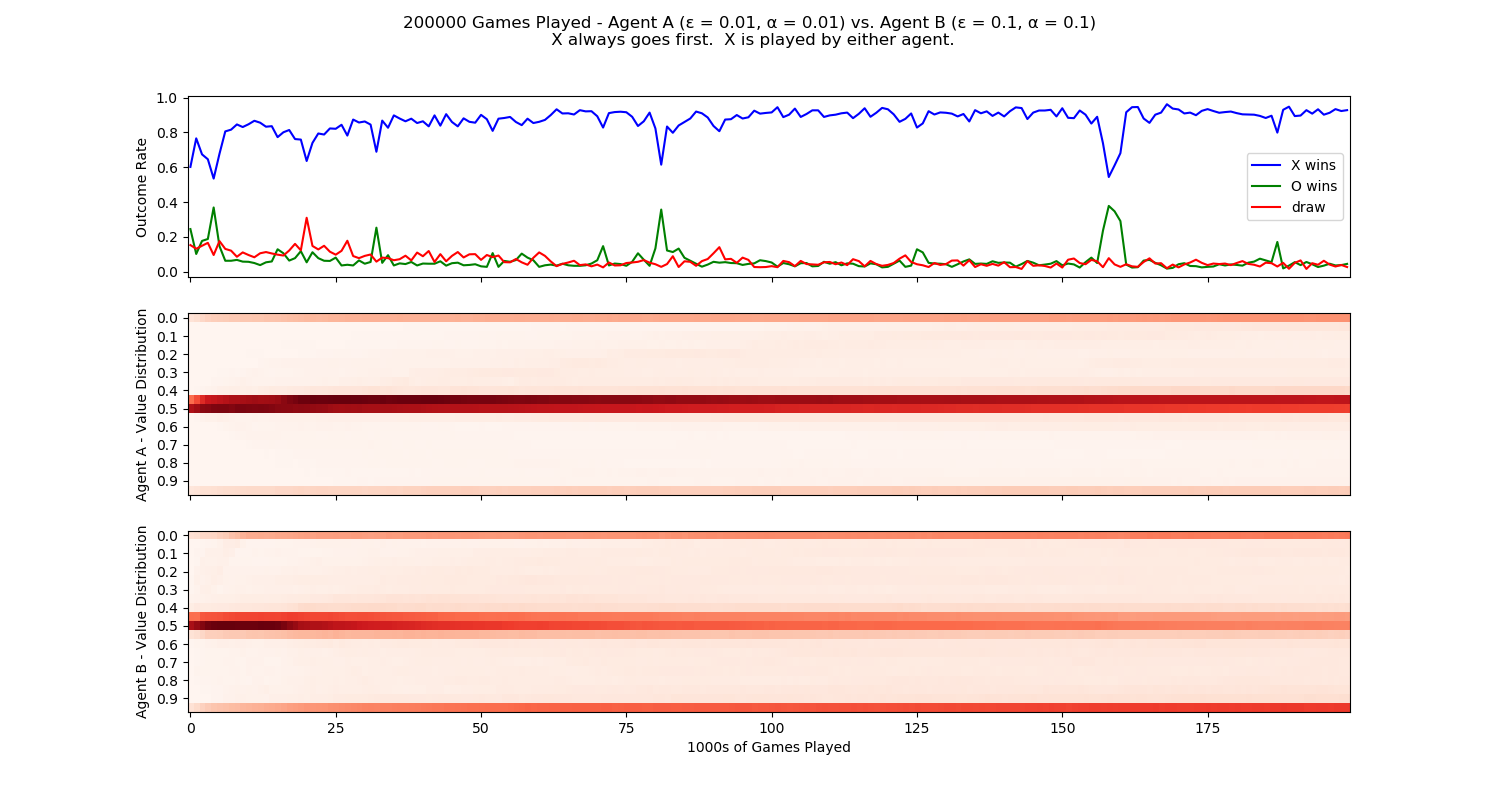 200000 Games Played - Agent A (ε = 0.01, α = 0.01) vs. Agent B (ε = 0.1, α = 0.1)
X always goes first.  X is played by either agent.
1.0
0.8
0.6
0.4
0.2
0.0
Outcome Rate
X wins
O wins
draw
0.0
0.1
0.2
0.3
0.4
0.5
0.6
0.7
0.8
0.9
Agent A - Value Distribution
0.0
0.1
0.2
0.3
0.4
0.5
0.6
0.7
0.8
0.9
Agent B - Value Distribution
0 25 50 75 100 125 150 175
1000s of Games Played